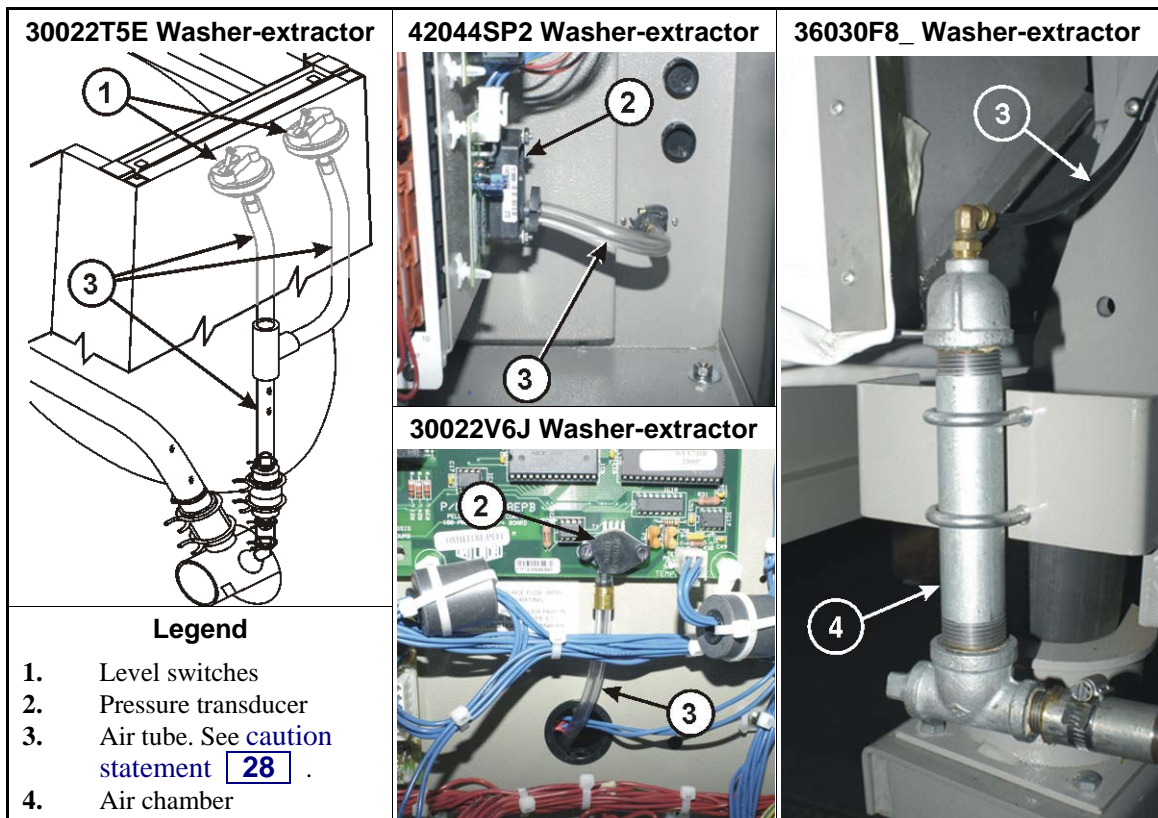 30022T5E Washer-extractor
1
3
Legend
1. Level switches
2. Pressure transducer
3. Air tube. See caution
statement 28 .
4. Air chamber
42044SP2 Washer-extractor
2
3
30022V6J Washer-extractor
2
3
36030F8_ Washer-extractor
3
4